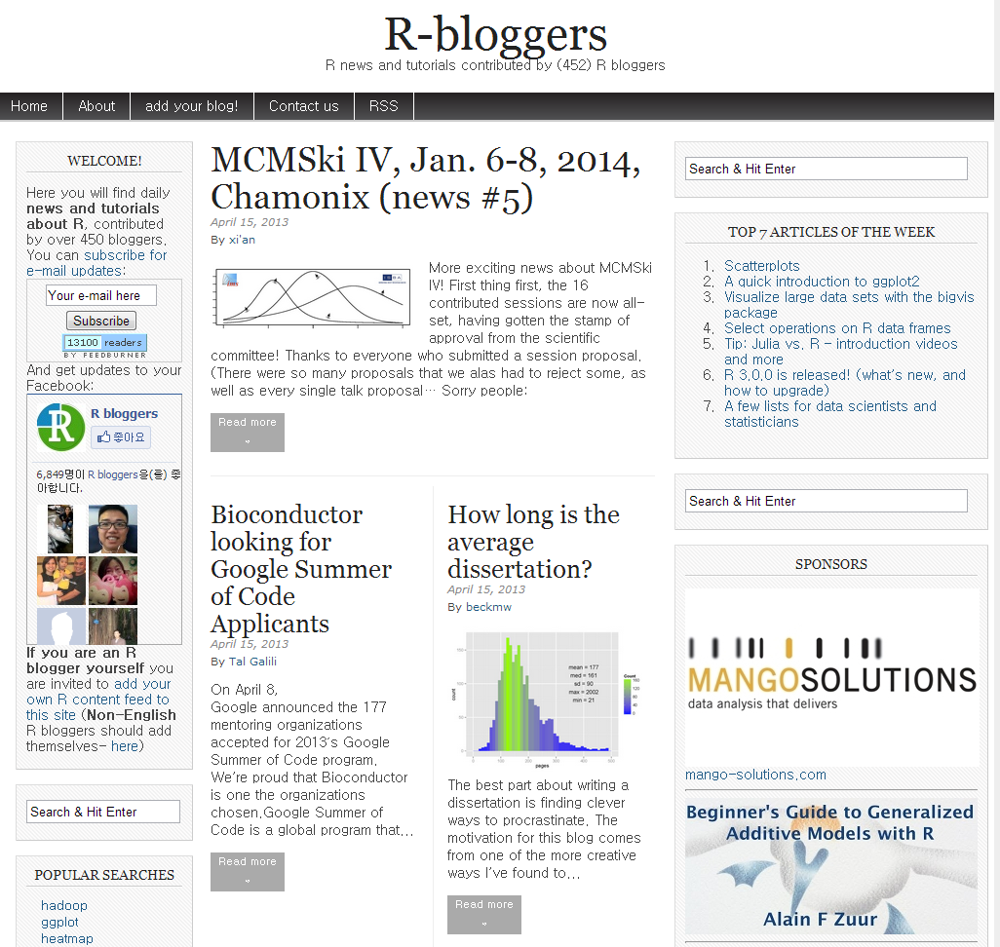 R-bloggers
R news and tutorials contributed by (452) R bloggers
Home
About
add your blog!
Contact us
RSS
WELCOME!
Here you will find daily
news and tutorials
about R, contributed
by over 450 bloggers.
You can subscribe for
e-mail updates:
Your e-mail here
Subscribe
13100 readers
BY FEEDBURNER
And get updates to your
Facebook:
R
R bloggers
좋아요
6,849명이 R bloggers을(를) 좋
아합니다.
If you are an R
blogger yourself you
are invited to add your
own R content feed to
this site (Non-English
R bloggers should add
themselves- here)
Search & Hit Enter
POPULAR SEARCHES
hadoop
ggplot
heatmap
MCMSki IV, Jan. 6-8, 2014,
Chamonix (news #5)
April 15, 2013
By xi'an
More exciting news about MCMSki
IV! First thing first, the 16
contributed sessions are now all-
set, having gotten the stamp of
approval from the scientific
committee! Thanks to everyone who submitted a session proposal.
(There were so many proposals that we alas had to reject some, as
well as every single talk proposal… Sorry people:
Read more
»
Bioconductor
looking for
Google Summer
of Code
Applicants
April 15, 2013
By Tal Galili
On April 8,
Google announced the 177
mentoring organizations
accepted for 2013's Google
Summer of Code program.
We're proud that Bioconductor
is one the organizations
chosen.Google Summer of
Code is a global program that...
Read more
»
How long is the
average
dissertation?
April 15, 2013
By beckmw
mean = 177
med = 161
sd = 90
max = 2002
min = 21
Count
160
120
80
40
0
count
0
50
100
150
0
100
200
300
400
500
pages
The best part about writing a
dissertation is finding clever
ways to procrastinate. The
motivation for this blog comes
from one of the more creative
ways I've found to...
Read more
»
Search & Hit Enter
TOP 7 ARTICLES OF THE WEEK
1. Scatterplots
2. A quick introduction to ggplot2
3. Visualize large data sets with the bigvis
package
4. Select operations on R data frames
5. Tip: Julia vs. R - introduction videos
and more
6. R 3.0.0 is released! (what's new, and
how to upgrade)
7. A few lists for data scientists and
statisticians
Search & Hit Enter
SPONSORS
MANGOSOLUTIONS
data analysis that delivers
mango-solutions.com
Beginner's Guide to Generalized
Additive Models with R
Alain F Zuur